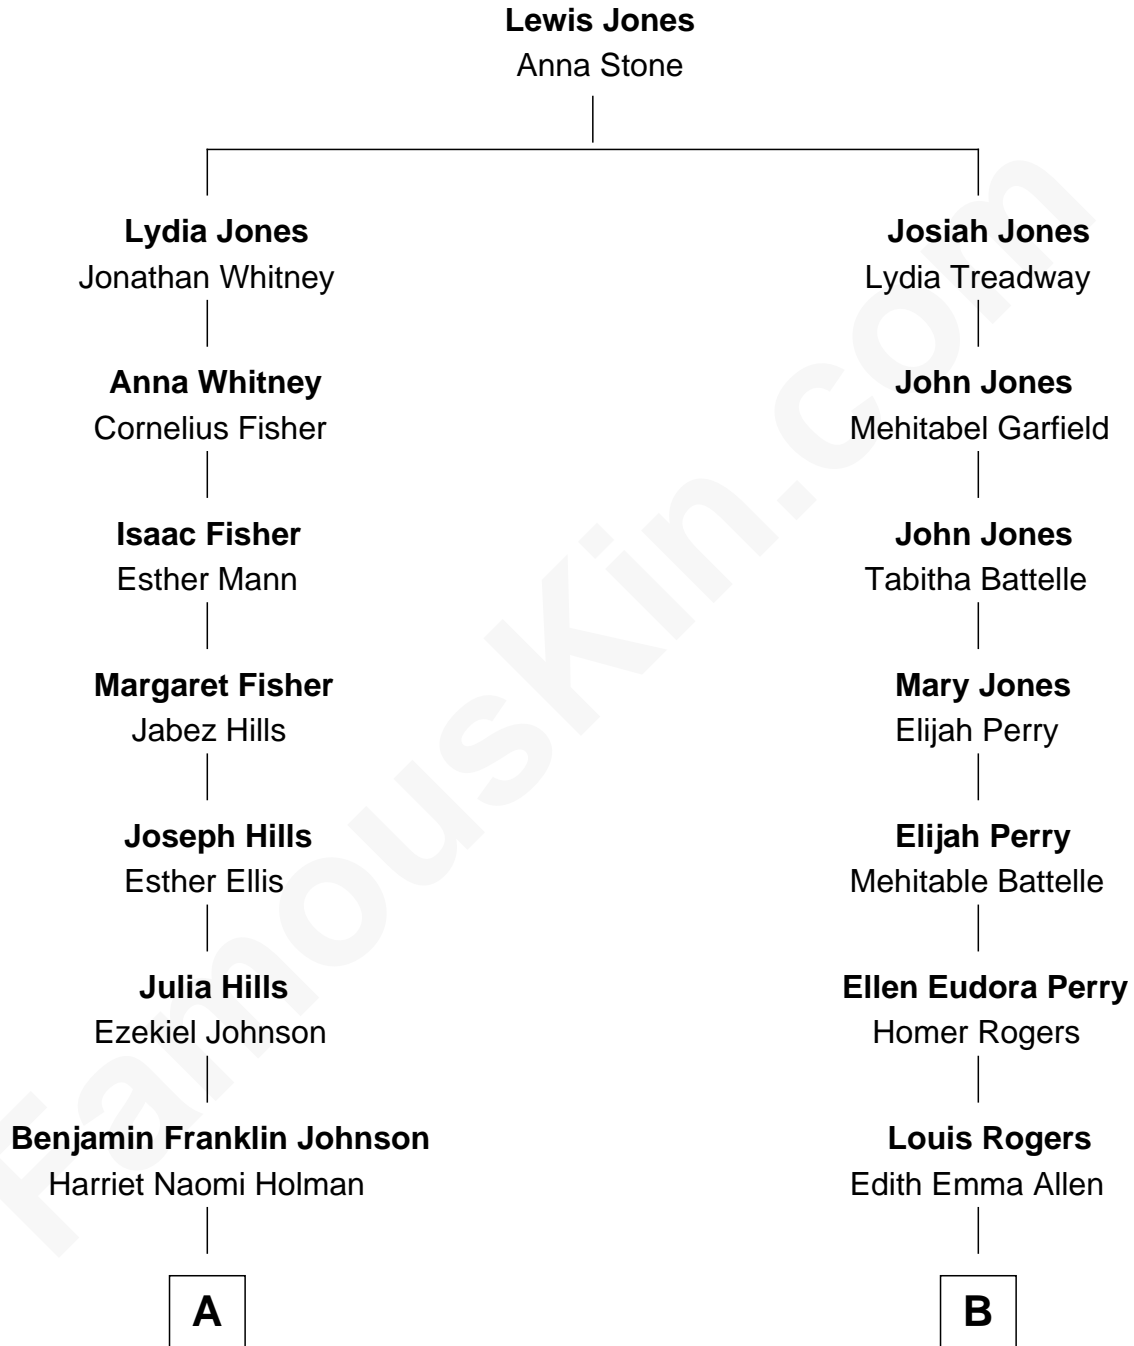 Lewis Jones
Anna Stone
Lydia Jones
Jonathan Whitney
Josiah Jones
Lydia Treadway
Anna Whitney
Cornelius Fisher
John Jones
Mehitabel Garfield
Isaac Fisher
Esther Mann
John Jones
Tabitha Battelle
Margaret Fisher
Jabez Hills
Mary Jones
Elijah Perry
Joseph Hills
Esther Ellis
Elijah Perry
Mehitable Battelle
Julia Hills
Ezekiel Johnson
Ellen Eudora Perry
Homer Rogers
Benjamin Franklin Johnson
Harriet Naomi Holman
Louis Rogers
Edith Emma Allen
A
B
FamousKin.com